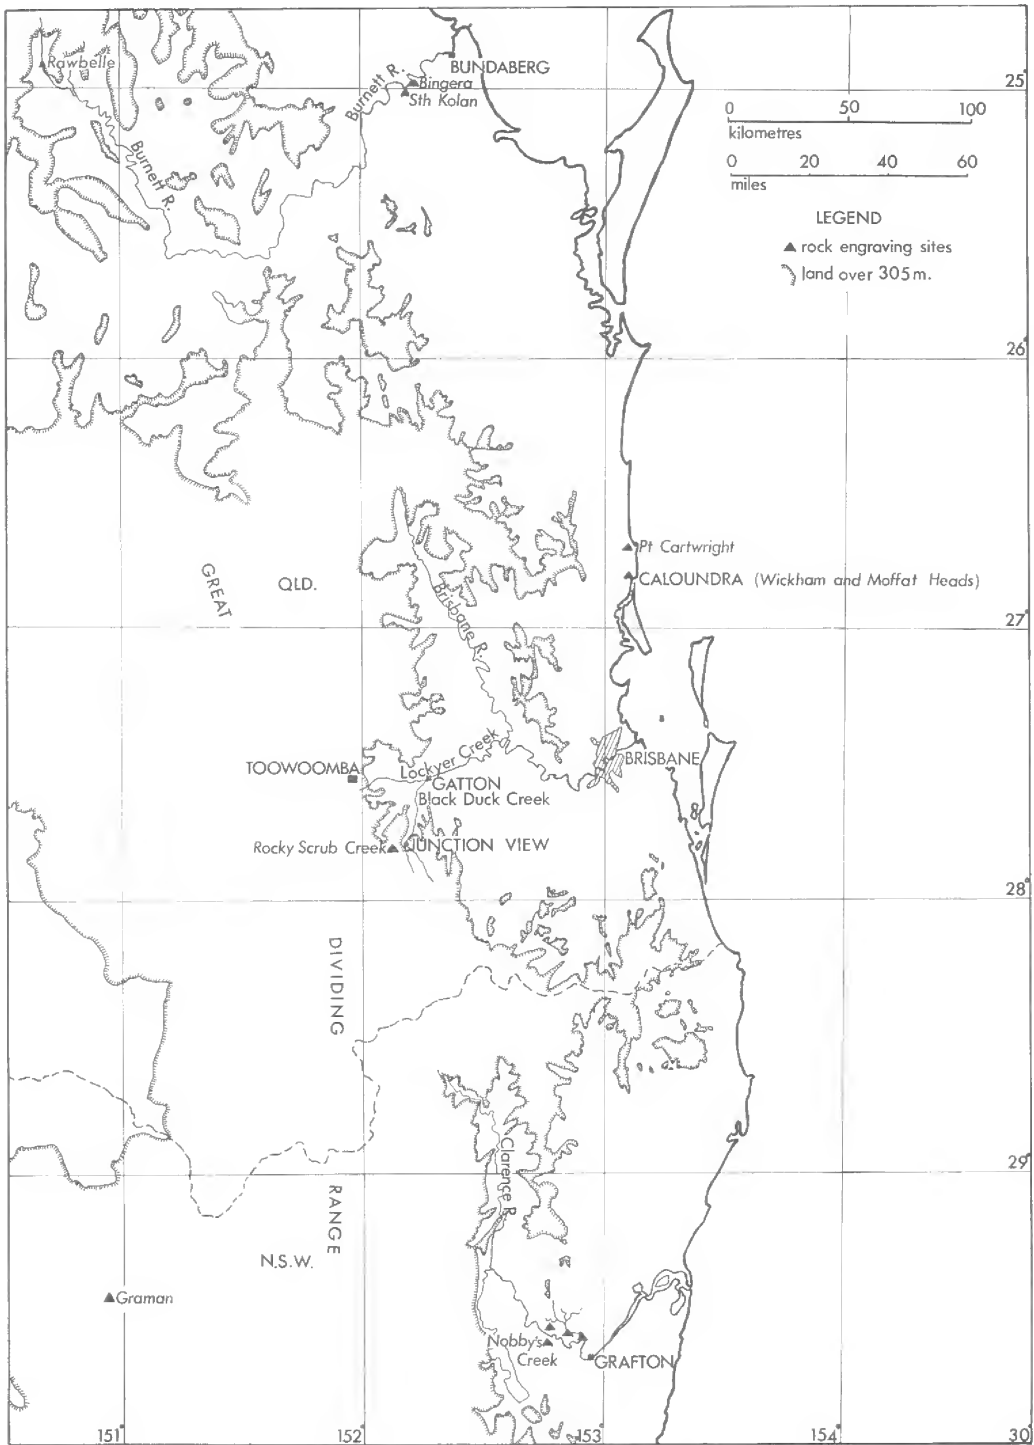 Rawbelle
Burnett R.
BUNDABERG
Bingera
Sth Kolan
Burnett R.
25°
0 50 100
kilometres
0 20 40 60
miles
LEGEND
rock engraving sites
land over 305 m.
26°
Pt Cartwright
CALOUNDRA (Wickham and Moffat Heads)
GREAT
QLD.
Brisbane R.
27°
TOOWOOMBA
Lockyer Creek
BRISBANE
GATTON
Black Duck Creek
Rocky Scrub Creek
JUNCTION VIEW
28°
DIVIDING
Clarence R.
29°
RANGE
N.S.W.
Graman
Nobby's
Creek
GRAFTON
151° 152° 153° 154° 30°